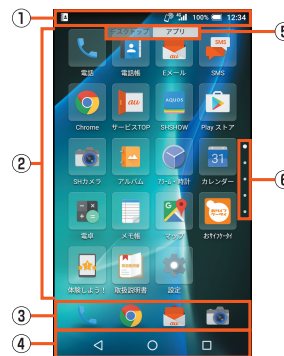 ①
100% 12:34
デスクトップ アプリ
⑤
電話 電話帳 Eメール SMS
SMS
au AQUOS
Chrome サービスTOP SHSHOW Play ストア
②
31
⑥
SHカメラ アルバム アラーム・時計 カレンダー
電卓 メモ帳 マップ おサイフケータイ
体験しよう! 取扱説明書 設定
③
④